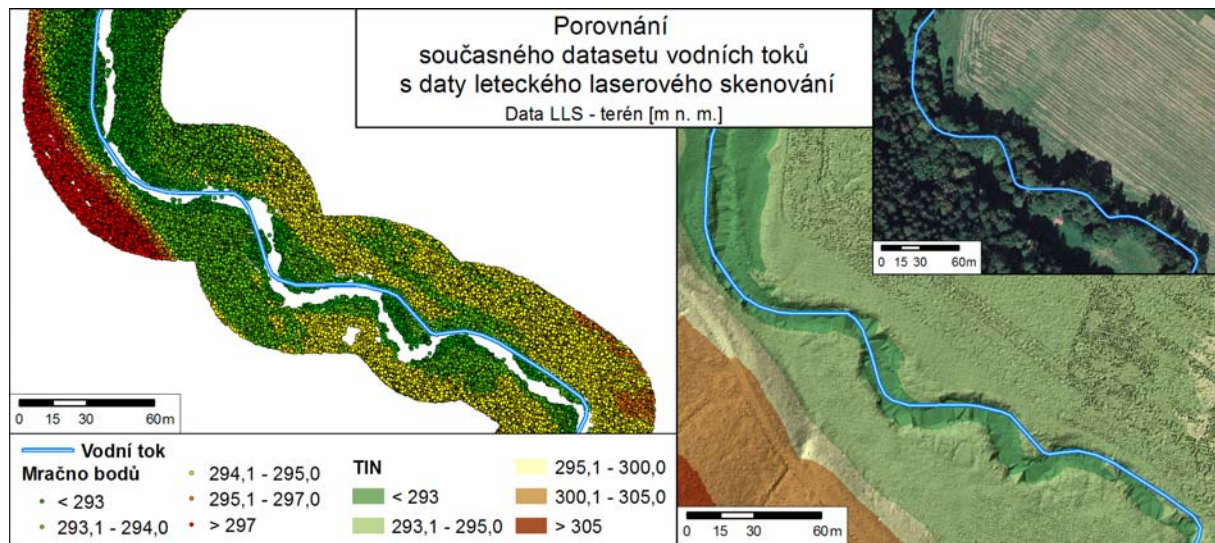 Porovnání
současného datasetu vodních toků
s daty leteckého laserového skenování
Data LLS - terén [m n. m.]
0 15 30 60m
0 15 30 60m
0 15 30 60m
Vodní tok
Mračno bodů
< 293
293,1 - 294,0
294,1 - 295,0
295,1 - 297,0
> 297
TIN
< 293
293,1 - 295,0
295,1 - 300,0
300,1 - 305,0
> 305